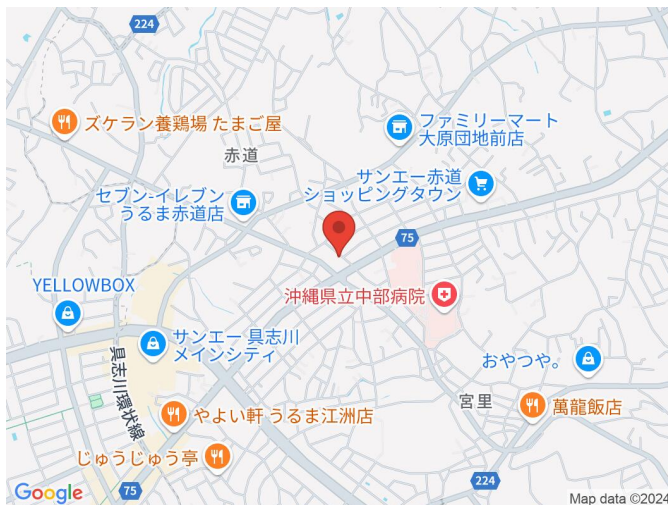 224
ズケラン養鶏場 たまご屋
ファミリーマート
大原団地前店
赤道
サンエー赤道
ショッピングタウン
セブン-イレブン
うるま赤道店
75
沖縄県立中部病院
YELLOWBOX
サンエー 具志川
メインシティ
おやつや。
具志川環状線
宮里
萬龍飯店
やよい軒 うるま江洲店
じゅうじゅう亭
75
224
Google
Map data ©2024